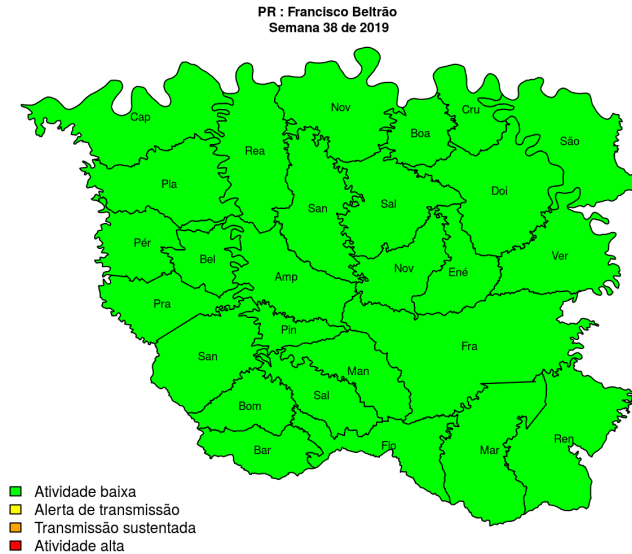 PR : Francisco Beltrão
Semana 38 de 2019
Cap
Nov
Cru
Boa
São
Rea
Pla
Doi
Sal
San
Pér
Bel
Ver
Nov
Ené
Amp
Pra
Pin
Fra
San
Man
Sal
Bom
Ren
Flo
Bar
Mar
Atividade baixa
Alerta de transmissão
Transmissão sustentada
Atividade alta